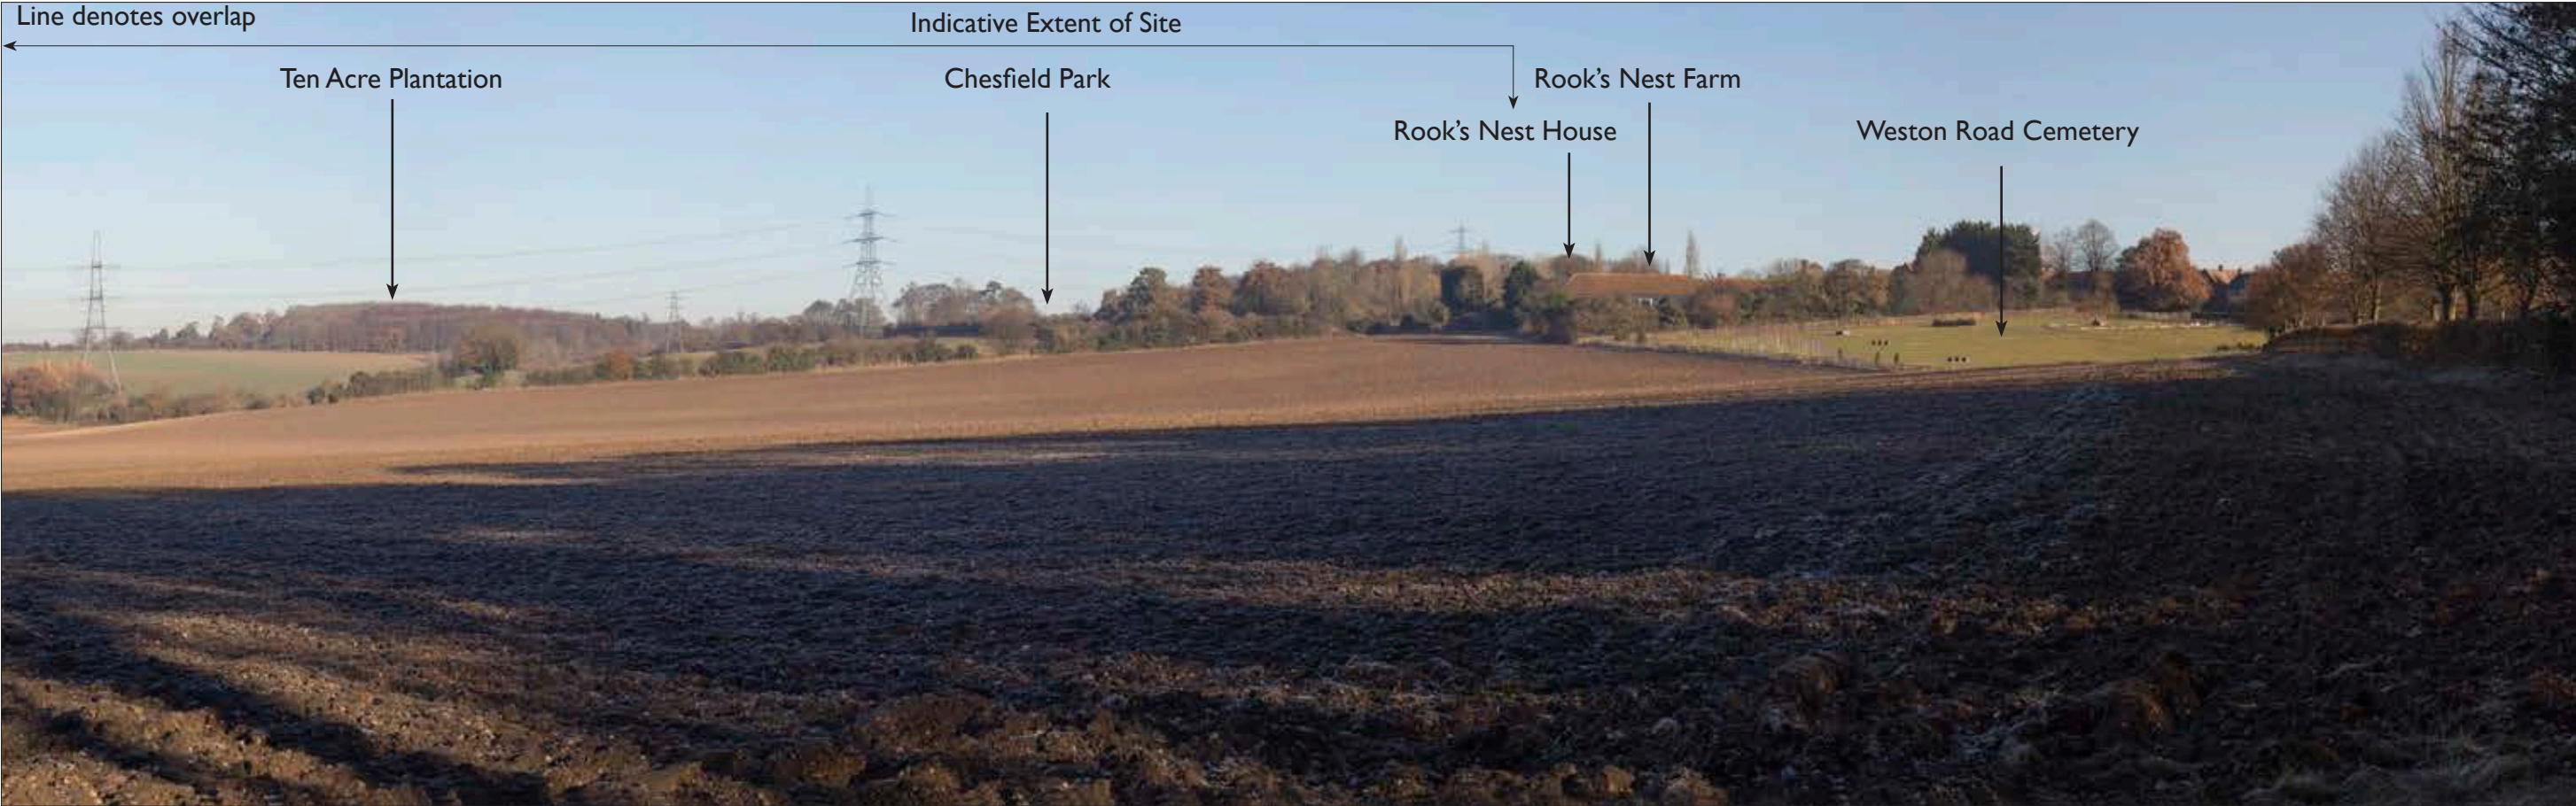 Line denotes overlap
Indicative Extent of Site
Ten Acre Plantation
Chesfield Park
Rook’s Nest Farm
Rook’s Nest House
Weston Road Cemetery